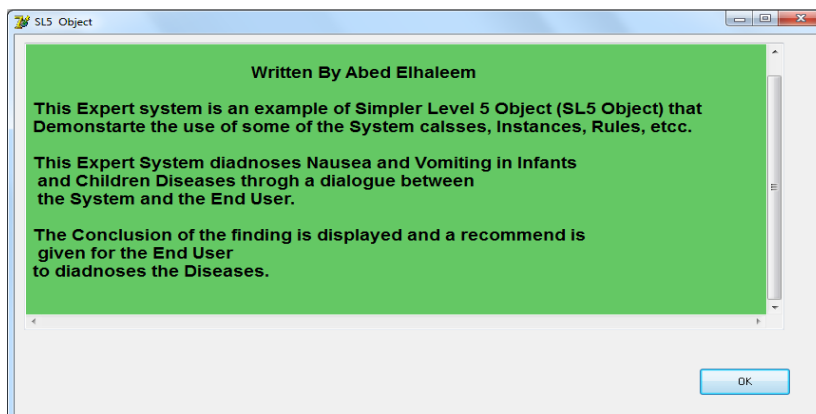 SL5 Object
Written By Abed Elhaleem
This Expert system is an example of Simpler Level 5 Object (SL5 Object) that
Demonstarte the use of some of the System calsses, Instances, Rules, etcc.
This Expert System diadnoses Nausea and Vomiting in Infants
and Children Diseases throgh a dialogue between
the System and the End User.
The Conclusion of the finding is displayed and a recommend is
given for the End User
to diadnoses the Diseases.
OK